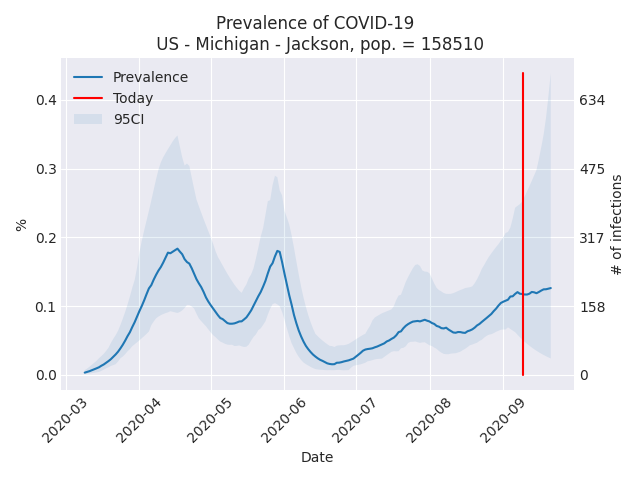 Prevalence of COVID-19
US - Michigan - Jackson, pop. = 158510
Prevalence
Today
95CI
0.4
0.3
0.2
0.1
0.0
%
634
475
317
158
0
# of infections
2020-03
2020-04
2020-05
2020-06
2020-07
2020-08
2020-09
Date